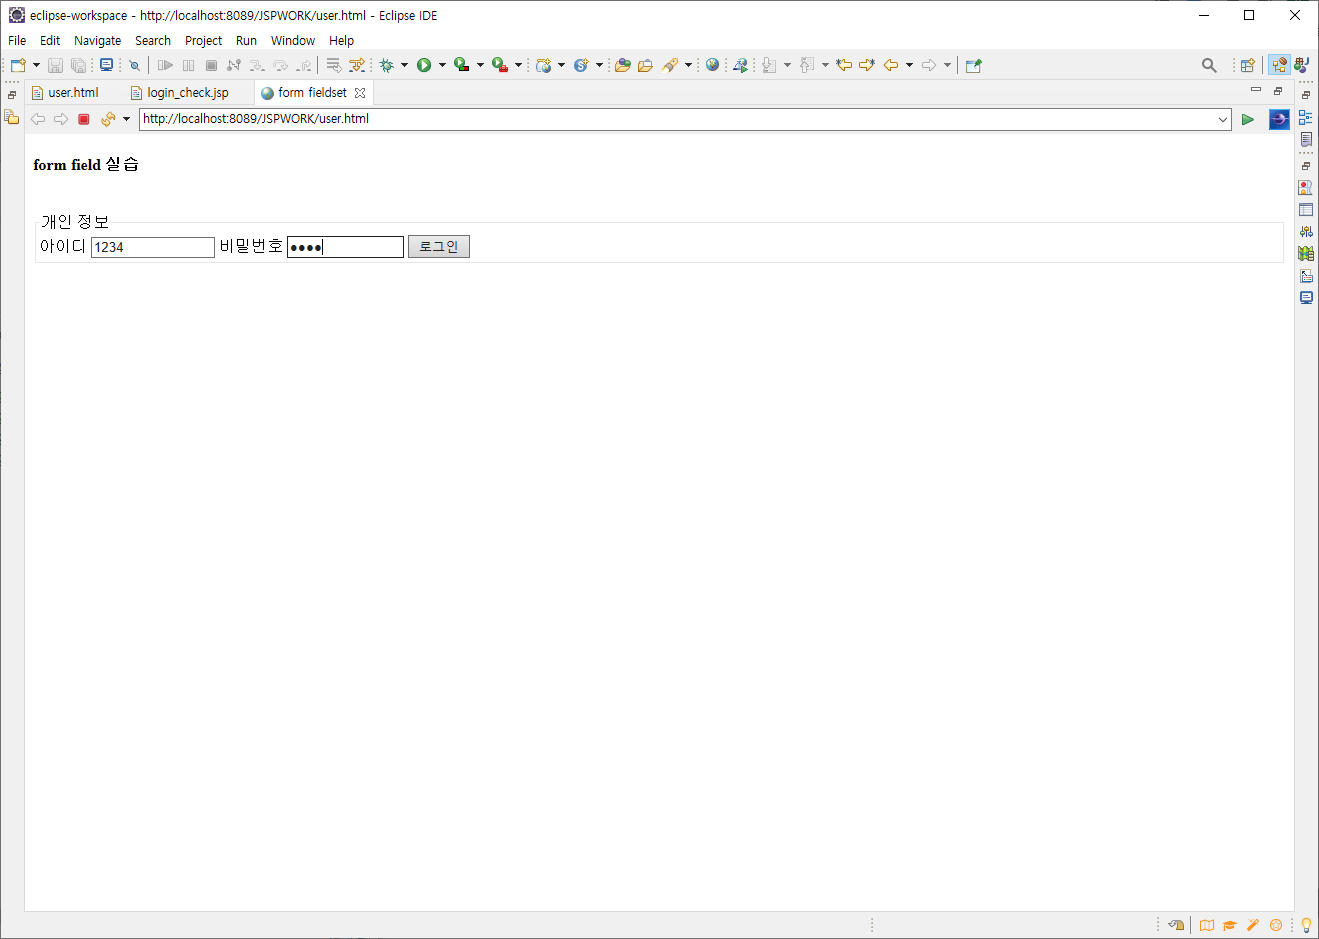 eclipse-workspace - http://localhost:8089/JSPWORK/user.html - Eclipse IDE
File Edit Navigate Search Project Run Window Help
user.html login_check.jsp form fieldset
http://localhost:8089/JSPWORK/user.html
form field 실습
개인 정보
아이디 1234 비밀번호 •••• 로그인